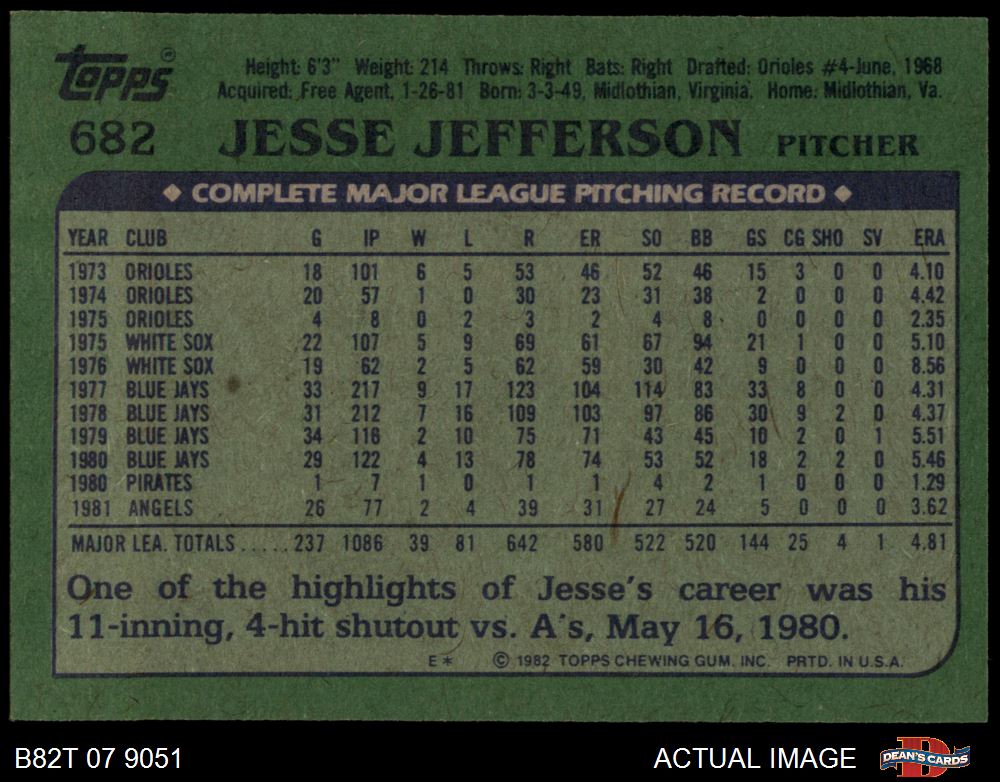 Topps®
Height: 6'3" Weight: 214 Throws: Right Bats: Right Drafted: Orioles #4-June, 1968
Acquired: Free Agent, 1-26-81 Born: 3-3-49, Midlothian, Virginia. Home: Midlothian, Va.
682 JESSE JEFFERSON PITCHER
◆ COMPLETE MAJOR LEAGUE PITCHING RECORD ◆
YEAR CLUB G IP W L R ER SO BB GS CG SHO SV ERA
1973 ORIOLES 18 101 6 5 53 46 52 46 15 3 0 0 4.10
1974 ORIOLES 20 57 1 0 30 23 31 38 2 0 0 0 4.42
1975 ORIOLES 4 8 0 2 3 2 4 8 0 0 0 0 2.35
1975 WHITE SOX 22 107 5 9 69 61 67 94 21 1 0 0 5.10
1976 WHITE SOX 19 62 2 5 62 59 30 42 9 0 0 0 8.56
1977 BLUE JAYS 33 217 9 17 123 104 114 83 33 8 0 0 4.31
1978 BLUE JAYS 31 212 7 16 109 103 97 86 30 9 2 0 4.37
1979 BLUE JAYS 34 116 2 10 75 71 43 45 10 2 0 1 5.51
1980 BLUE JAYS 29 122 4 13 78 74 53 52 18 2 2 0 5.46
1980 PIRATES 1 7 1 0 1 1 4 2 1 0 0 0 1.29
1981 ANGELS 26 77 2 4 39 31 27 24 5 0 0 0 3.62
MAJOR LEA. TOTALS ..... 237 1086 39 81 642 580 522 520 144 25 4 1 4.81
One of the highlights of Jesse's career was his
11-inning, 4-hit shutout vs. A's, May 16, 1980.
E* © 1982 TOPPS CHEWING GUM. INC. PRTD. IN U.S.A.
B82T 07 9051 ACTUAL IMAGE DEAN'S CARDS